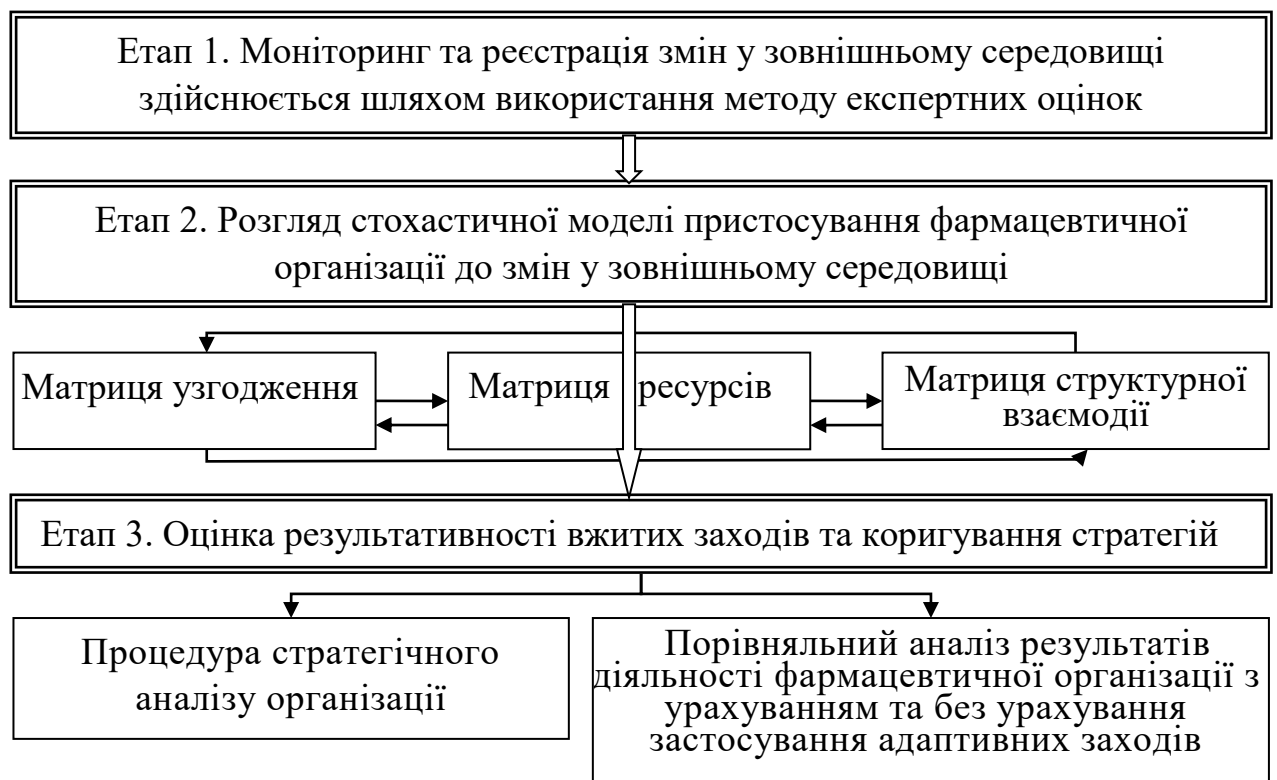 Етап 1. Моніторинг та реєстрація змін у зовнішньому середовищі
здійснюється шляхом використання методу експертних оцінок
Етап 2. Розгляд стохастичної моделі пристосування фармацевтичної
організації до змін у зовнішньому середовищі
Матриця узгодження
Матриця ресурсів
Матриця структурної
взаємодії
Етап 3. Оцінка результативності вжитих заходів та коригування стратегій
Процедура стратегічного
аналізу організації
Порівняльний аналіз результатів
діяльності фармацевтичної організації з
урахуванням та без урахування
застосування адаптивних заходів